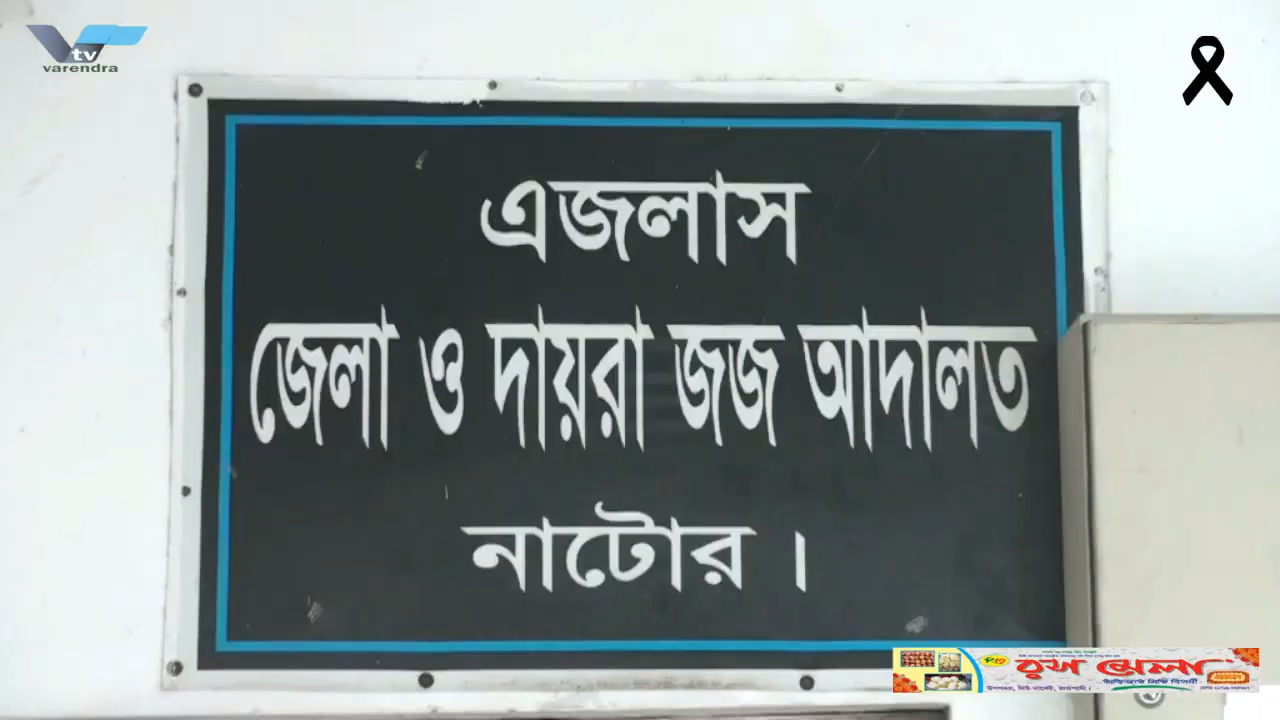 tv
varendra
এজলাস
জেলা ও দায়রা জজ আদালত
নাটোর ।